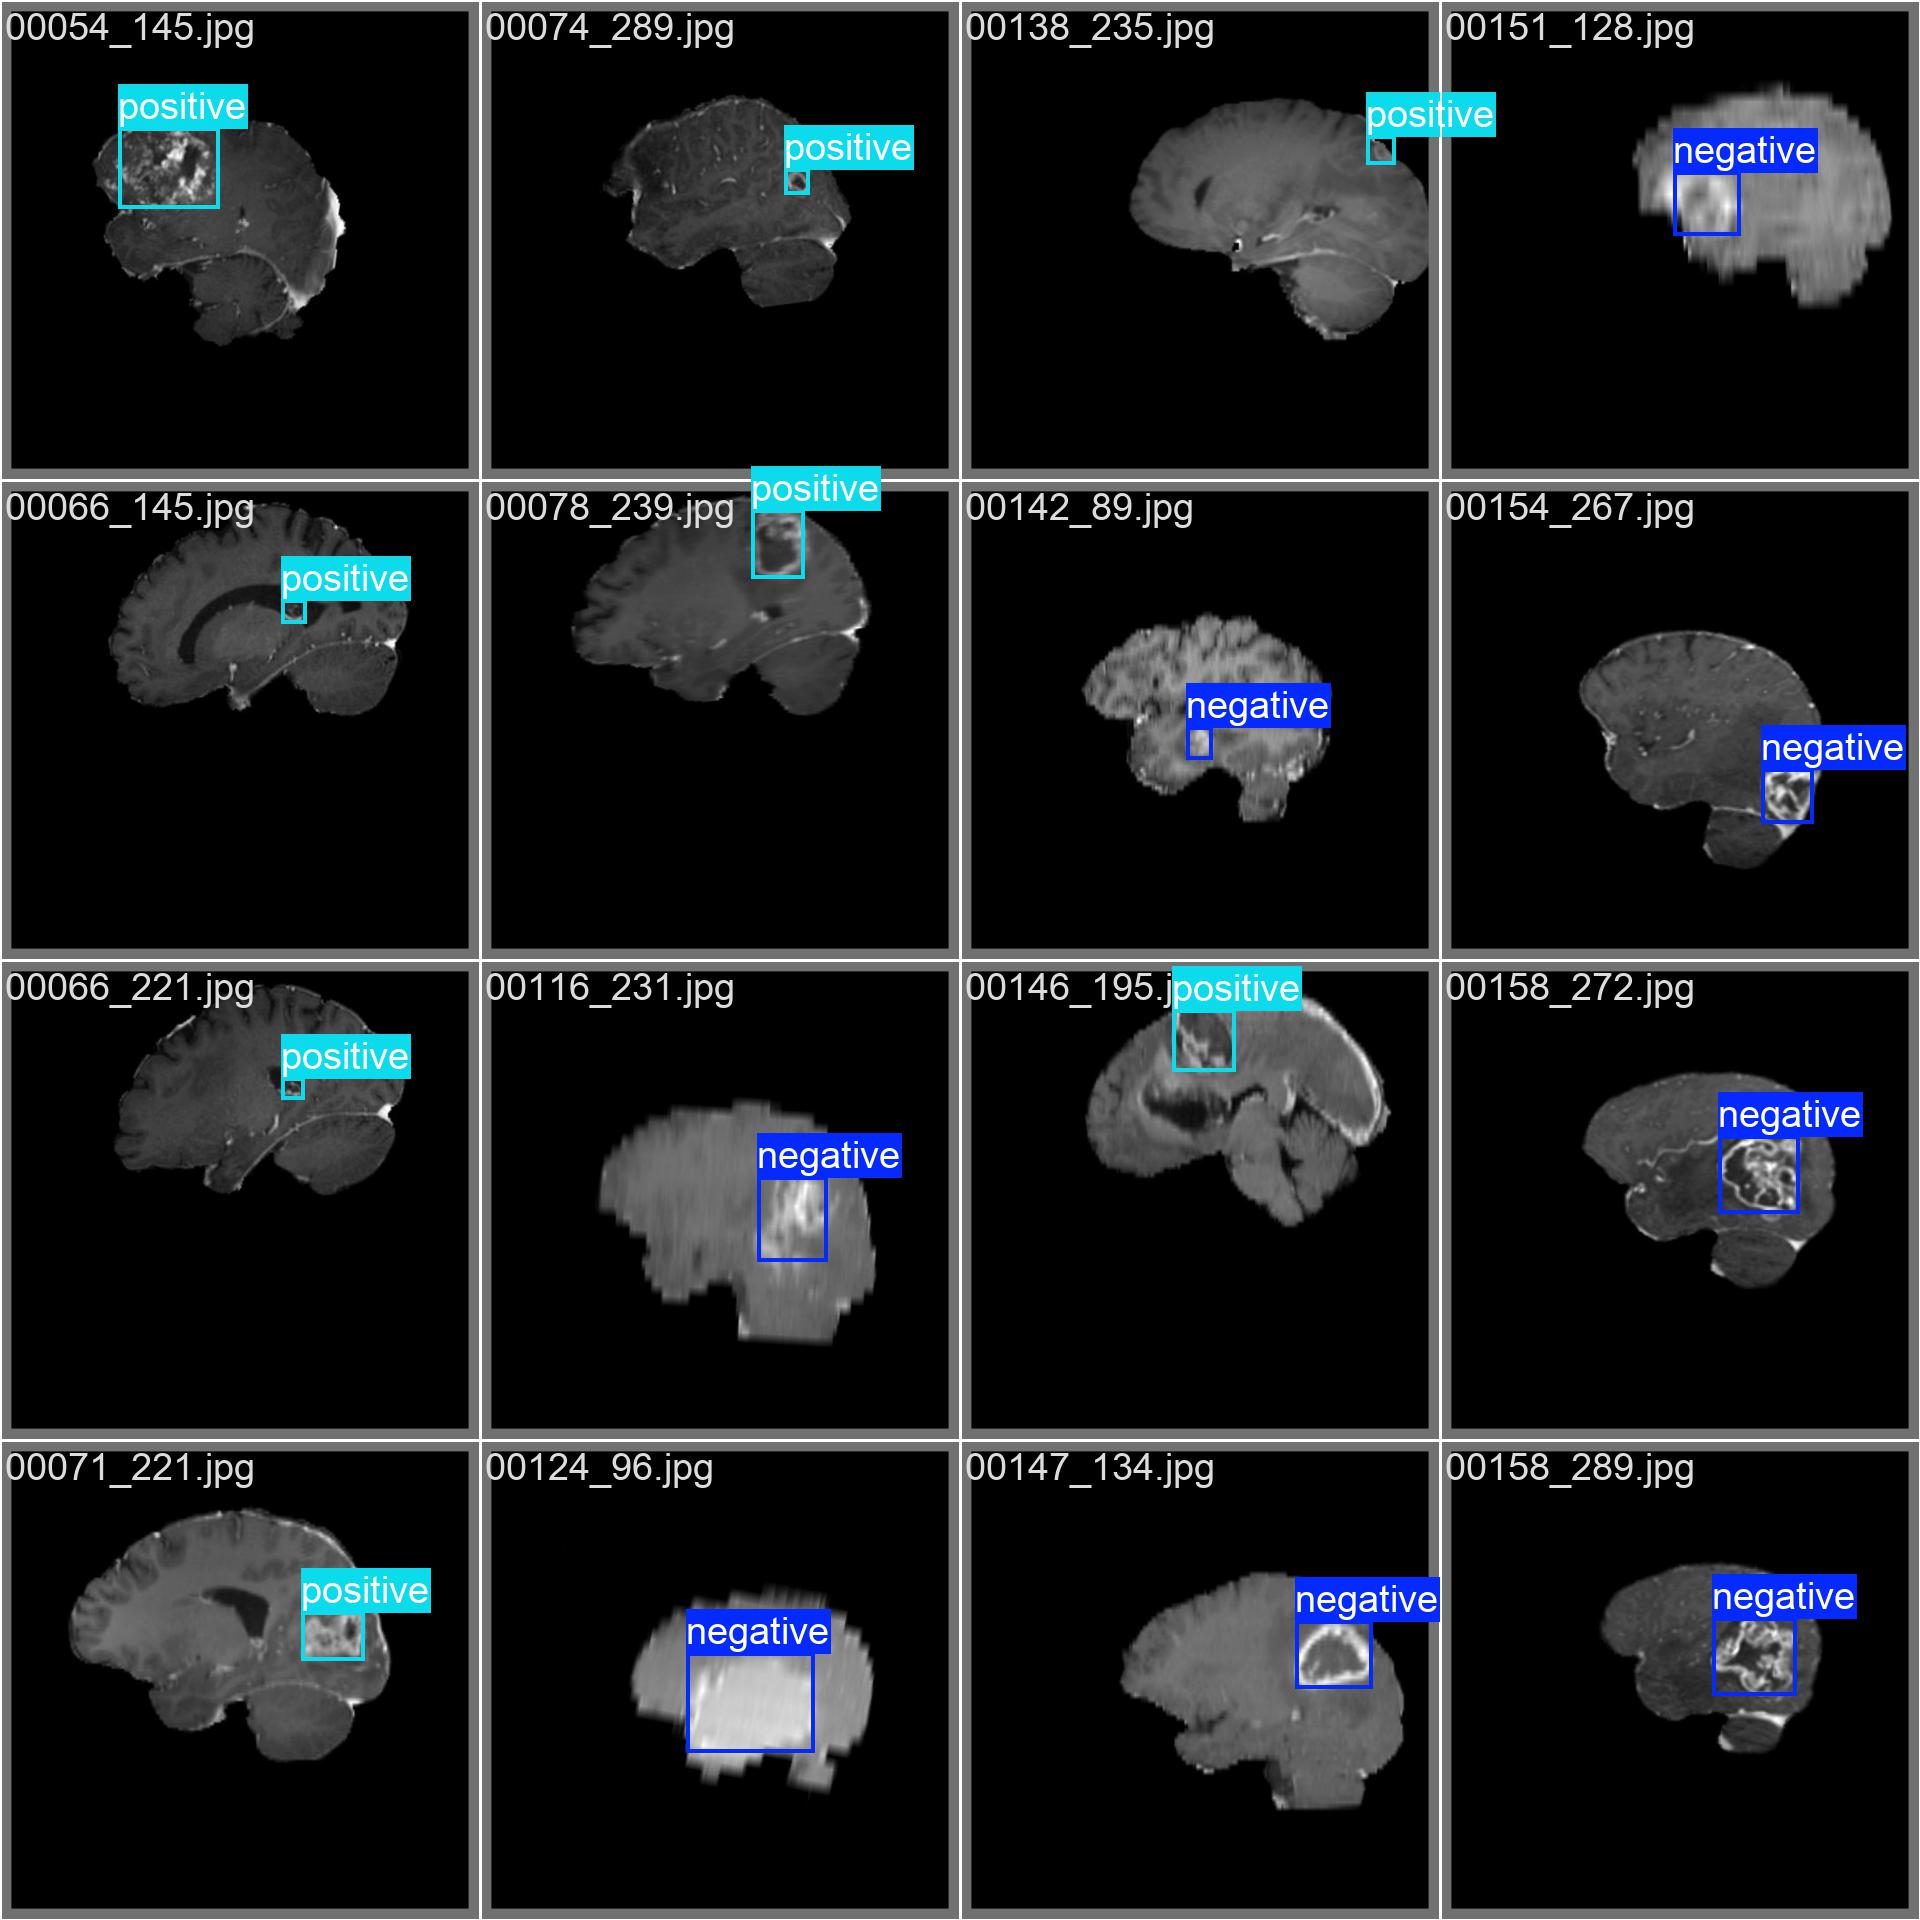 00054_145.jpg
positive
00074_289.jpg
positive
00138_235.jpg
positive
00151_128.jpg
negative
00066_145.jpg
positive
00078_239.jpg
positive
00142_89.jpg
negative
00154_267.jpg
negative
00066_221.jpg
positive
00116_231.jpg
negative
00146_195.j
positive
00158_272.jpg
negative
00071_221.jpg
positive
00124_96.jpg
negative
00147_134.jpg
negative
00158_289.jpg
negative